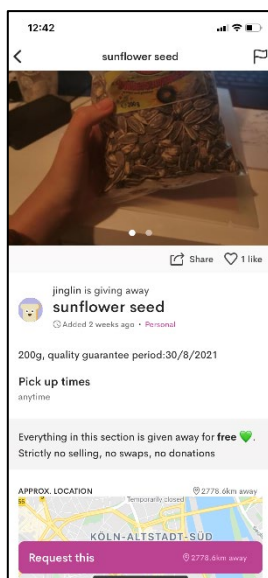 12:42
sunflower seed
Share
1 like
jinglin is giving away
sunflower seed
Added 2 weeks ago • Personal
200g, quality guarantee period:30/8/2021
Pick up times
anytime
Everything in this section is given away for free 💚
Strictly no selling, no swaps, no donations
APPROX. LOCATION
2778.6km away
Temporarily closed
KÖLN-ALTSTADT-SÜD
Request this
2778.6km away